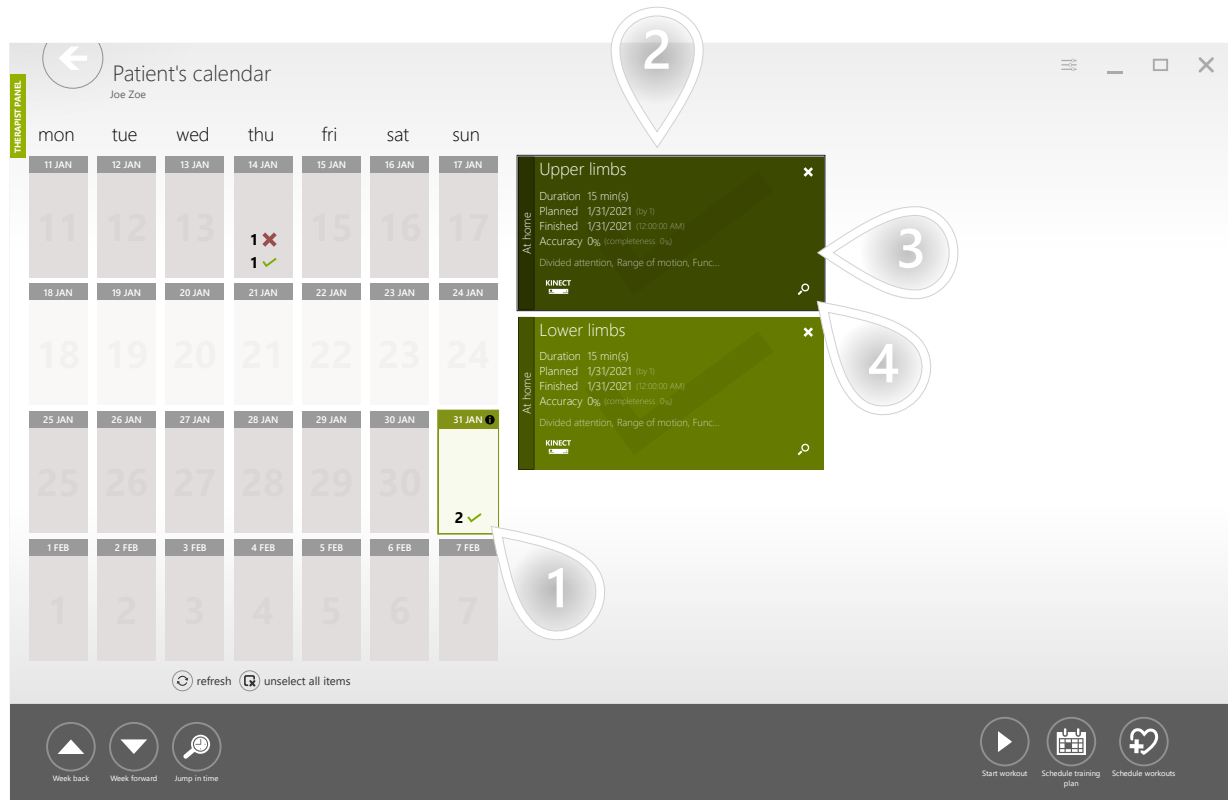 2
Patient's calendar
Joe Zoe
THERAPIST PANEL
mon tue wed thu fri sat sun
11 JAN 12 JAN 13 JAN 14 JAN 15 JAN 16 JAN 17 JAN
11 12 13 15 16 17
1
1
18 JAN 19 JAN 20 JAN 21 JAN 22 JAN 23 JAN 24 JAN
18 19 20 21 22 23 24
25 JAN 26 JAN 27 JAN 28 JAN 29 JAN 30 JAN 31 JAN
25 26 27 28 29 30
2
1 FEB 2 FEB 3 FEB 4 FEB 5 FEB 6 FEB 7 FEB
1 2 3 4 5 6 7
refresh unselect all items
Upper limbs
At home
Duration 15 min(s)
Planned 1/31/2021 (by 1)
Finished 1/31/2021 (12:00:00 AM)
Accuracy 0% (completeness 0%)
Divided attention, Range of motion, Func...
KINECT
3
Lower limbs
At home
Duration 15 min(s)
Planned 1/31/2021 (by 1)
Finished 1/31/2021 (12:00:00 AM)
Accuracy 0% (completeness 0%)
Divided attention, Range of motion, Func...
KINECT
4
1
Week back
Week forward
Jump in time
Start workout
Schedule training
plan
Schedule workouts